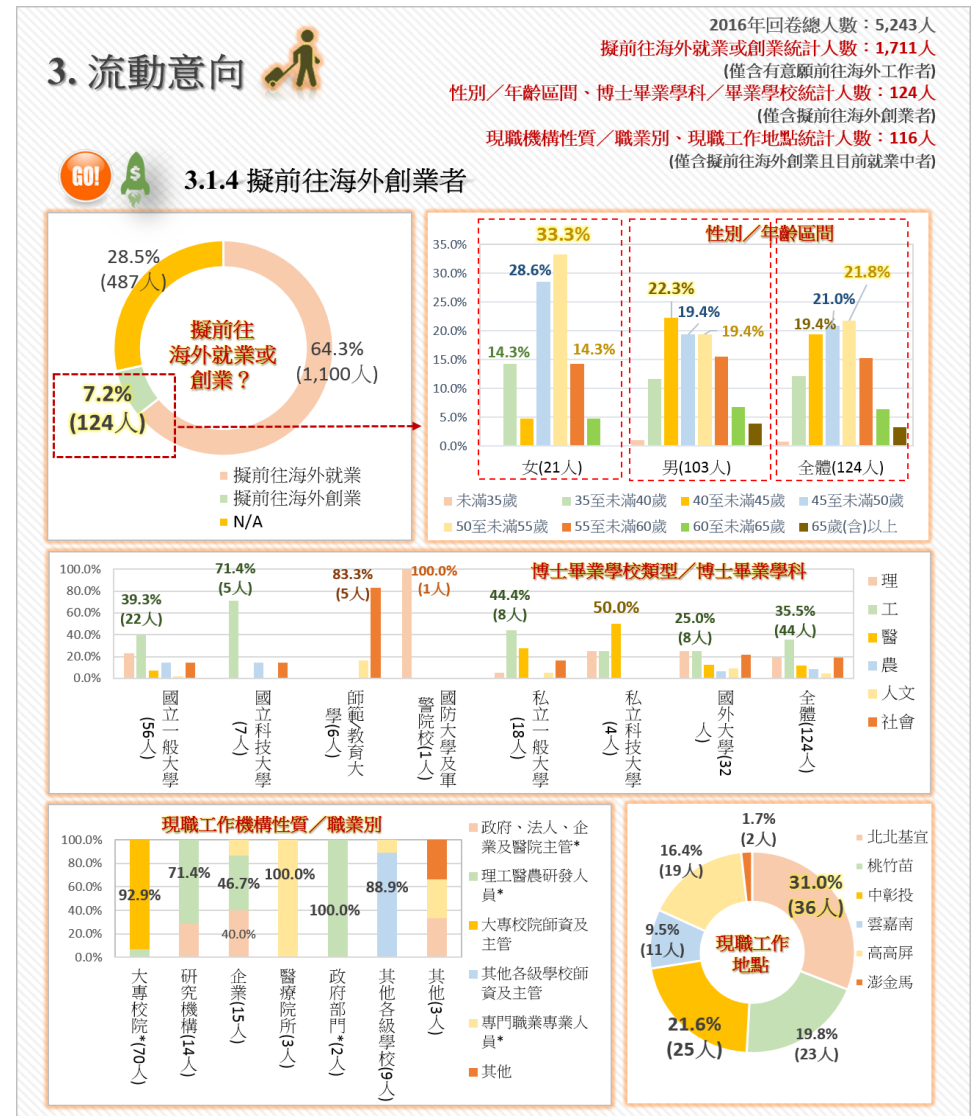 2016年回卷總人數：5,243人
擬前往海外就業或創業統計人數：1,711人
(僅含有意願前往海外工作者)
性別／年齡區間、博士畢業學科／畢業學校統計人數：124人
(僅含擬前往海外創業者)
現職機構性質／職業別、現職工作地點統計人數：116人
(僅含擬前往海外創業且目前就業中者)
3. 流動意向
GO!
$
3.1.4 擬前往海外創業者
28.5%
(487人)
擬前往
海外就業或
創業？
64.3%
(1,100人)
7.2%
(124人)
擬前往海外就業
擬前往海外創業
N/A
性別／年齡區間
35.0%
30.0%
25.0%
20.0%
15.0%
10.0%
5.0%
0.0%
14.3%
28.6%
33.3%
14.3%
22.3%
19.4%
19.4%
19.4%
21.0%
21.8%
女(21人)
男(103人)
全體(124人)
未滿35歲
35至未滿40歲
40至未滿45歲
45至未滿50歲
50至未滿55歲
55至未滿60歲
60至未滿65歲
65歲(含)以上
博士畢業學校類型／博士畢業學科
100.0%
80.0%
60.0%
40.0%
20.0%
0.0%
39.3%
(22人)
71.4%
(5人)
83.3%
(5人)
100.0%
(1人)
44.4%
(8人)
50.0%
25.0%
(8人)
35.5%
(44人)
國立一般大學
(56人)
國立科技大學
(7人)
師範/教育大
學(6人)
國防大學及軍
警院校(1人)
私立一般大學
(18人)
私立科技大學
(4人)
國外大學(32
人)
全體(124人)
理
工
醫
農
人文
社會
現職工作機構性質／職業別
100.0%
80.0%
60.0%
40.0%
20.0%
0.0%
92.9%
71.4%
46.7%
40.0%
100.0%
100.0%
88.9%
大專校院*(70人)
研究機構(14人)
企業(15人)
醫療院所(3人)
政府部門*(2人)
其他各級學校(9人)
其他(3人)
政府、法人、企
業及醫院主管*
理工醫農研發人
員*
大專校院師資及
主管
其他各級學校師
資及主管
專門職業專業人
員*
其他
現職工作
地點
1.7%
(2人)
31.0%
(36人)
19.8%
(23人)
21.6%
(25人)
9.5%
(11人)
16.4%
(19人)
北北基宜
桃竹苗
中彰投
雲嘉南
高高屏
澎金馬